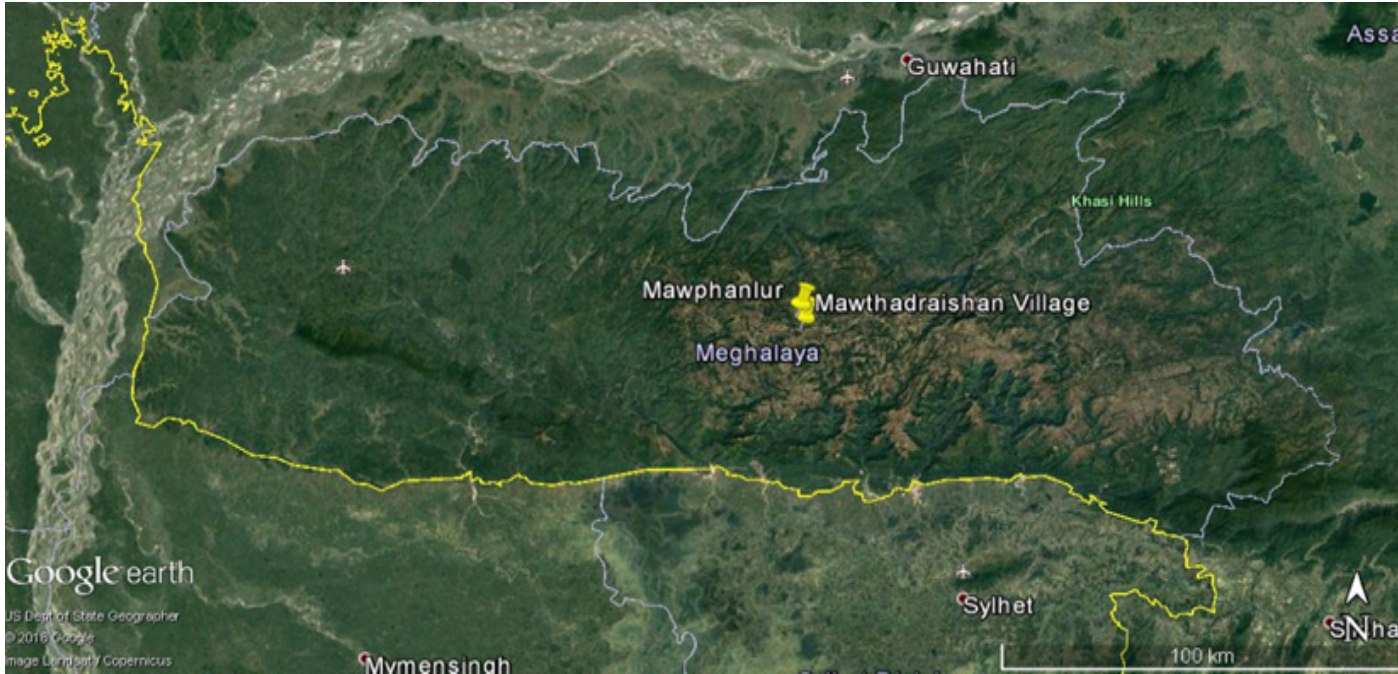 Assa
Guwahati
Khasi Hills
Mawphanlur
Mawthadraishan Village
Meghalaya
Google earth
US Dept of State Geographer
© 2018 Google
Image Landsat / Copernicus
Sylhet
N
100 km
Mymensingh